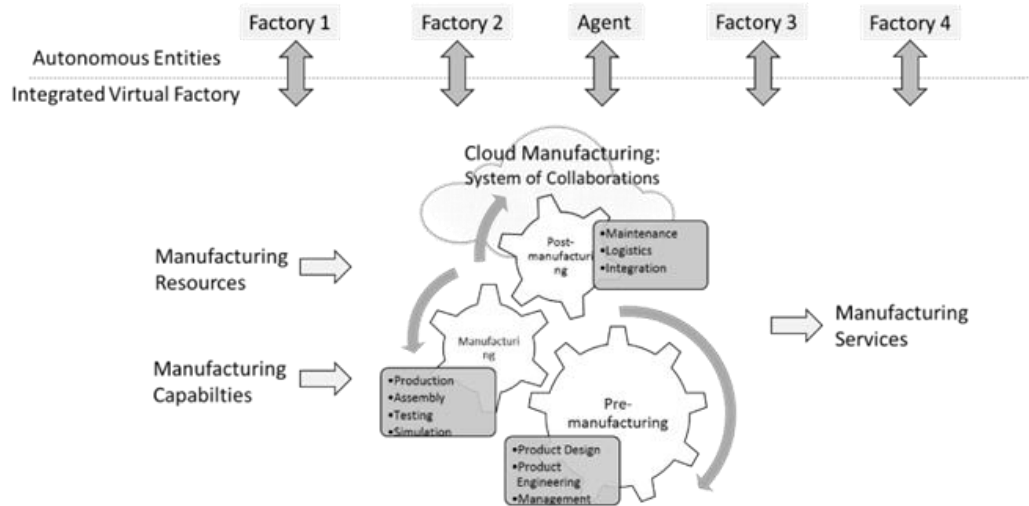 Factory 1
Factory 2
Agent
Factory 3
Factory 4
Autonomous Entities
Integrated Virtual Factory
Cloud Manufacturing:
System of Collaborations
Post-
manufacturi
ng
•Maintenance
•Logistics
•Integration
Manufacturing
Resources
Manufacturing
Services
Manufacturi
ng
Manufacturing
Capabilties
•Production
•Assembly
•Testing
•Simulation
Pre-
manufacturing
•Product Design
•Product
Engineering
•Management